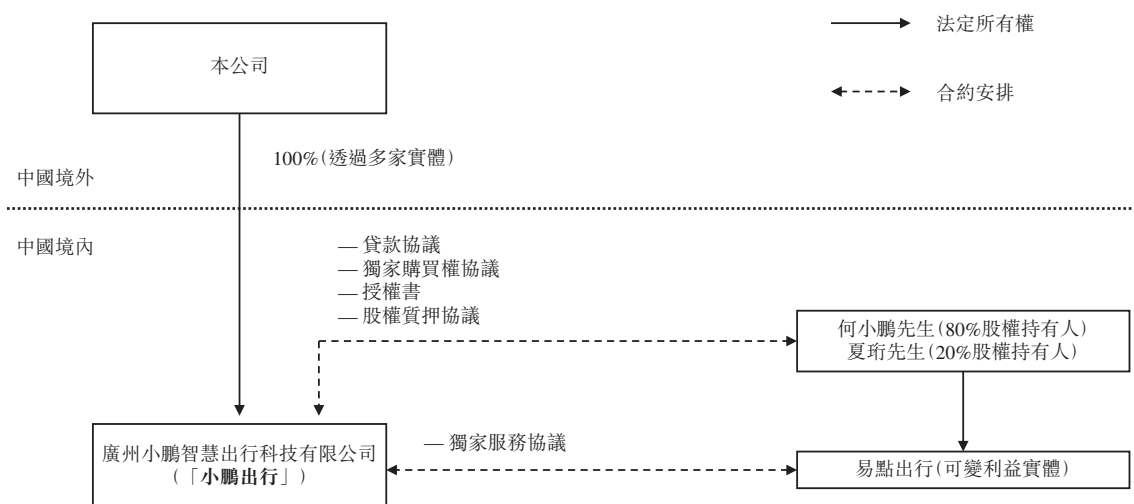 法定所有權
本公司
合約安排
100%(透過多家實體)
中國境外
中國境內
— 貸款協議
— 獨家購買權協議
— 授權書
— 股權質押協議
何小鵬先生(80%股權持有人)
夏珩先生(20%股權持有人)
廣州小鵬智慧出行科技有限公司
(「小鵬出行」)
— 獨家服務協議
易點出行(可變利益實體)